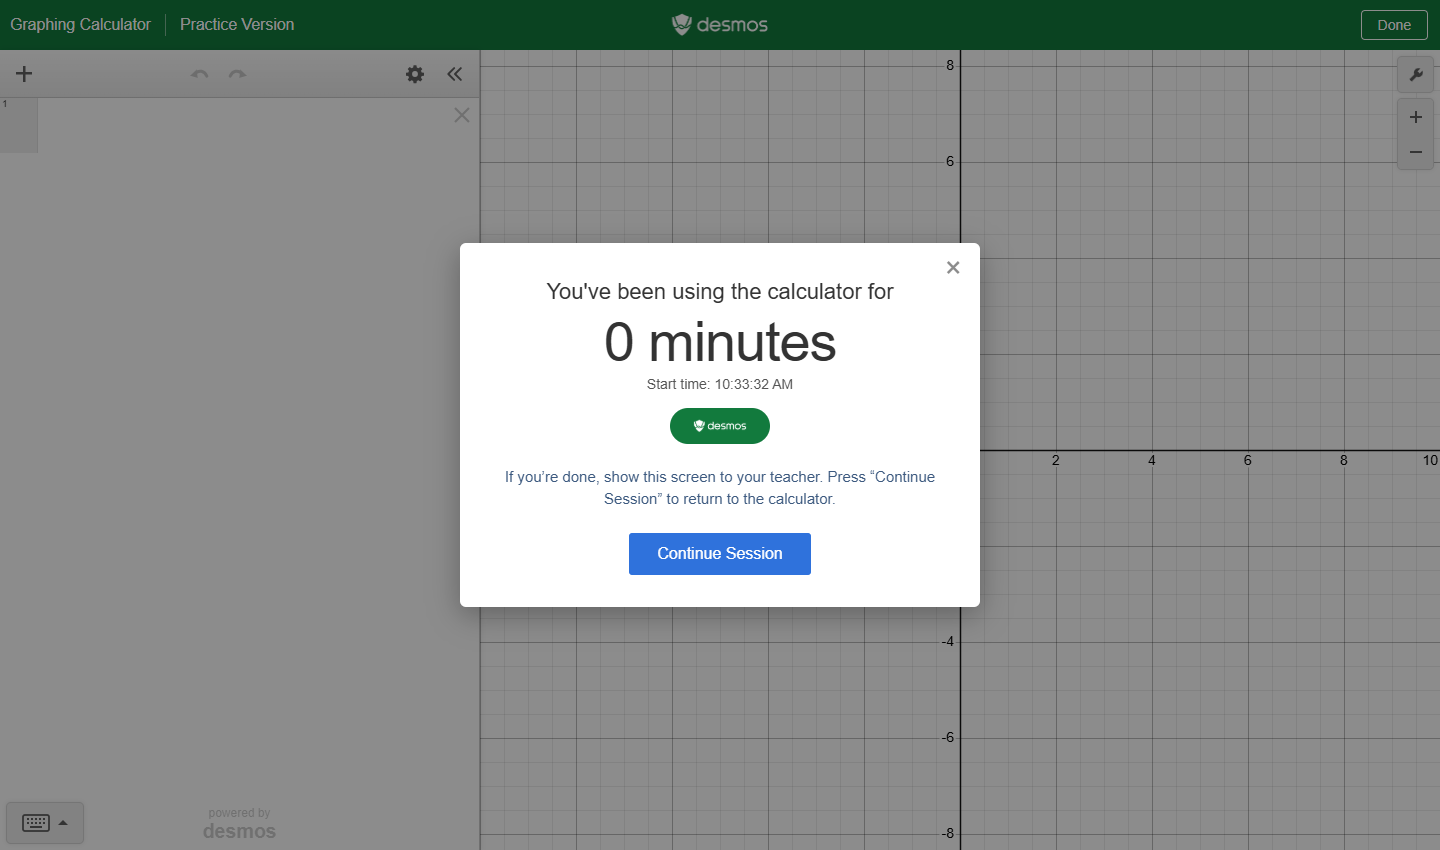 Graphing Calculator
Practice Version
desmos
Done
1
8
6
You've been using the calculator for
0 minutes
Start time: 10:33:32 AM
desmos
If you’re done, show this screen to your teacher. Press “Continue
Session” to return to the calculator.
Continue Session
2
4
6
8
10
-4
-6
-8
powered by
desmos